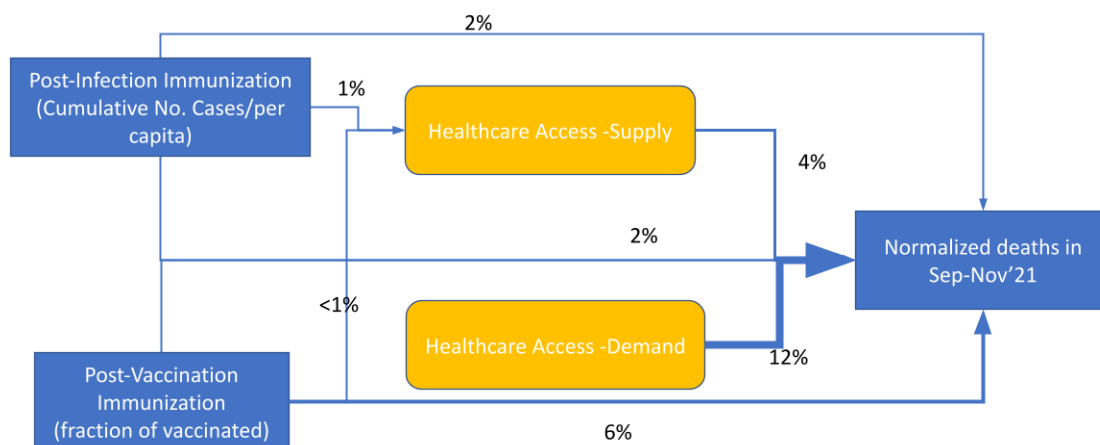 2%
Post-Infection Immunization
(Cumulative No. Cases/per
capita)
1%
Healthcare Access -Supply
4%
2%
Normalized deaths in
Sep-Nov'21
<1%
Healthcare Access -Demand
12%
Post-Vaccination
Immunization
(fraction of vaccinated)
6%